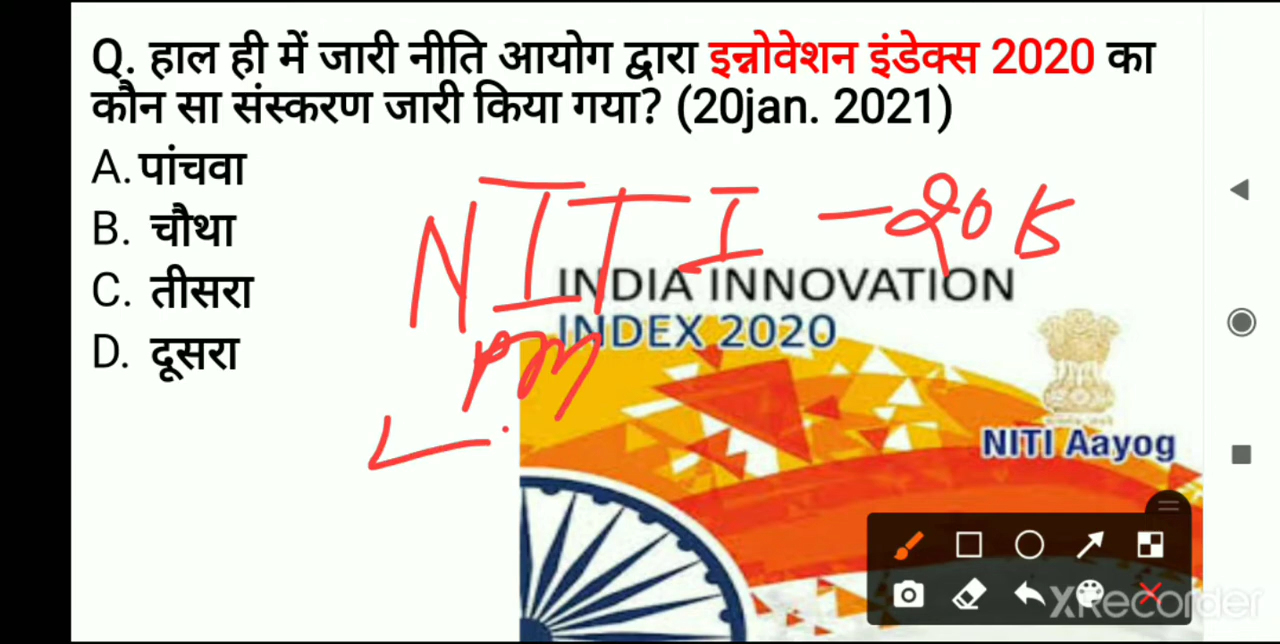 Q. हाल ही में जारी नीति आयोग द्वारा इन्नोवेशन इंडेक्स 2020 का
कौन सा संस्करण जारी किया गया? (20jan. 2021)
A. पांचवा
B. चौथा
C. तीसरा
D. दूसरा
NITI -
INDIA INNOVATION
INDEX 2020
PM
NITI Aayog
XRecorder